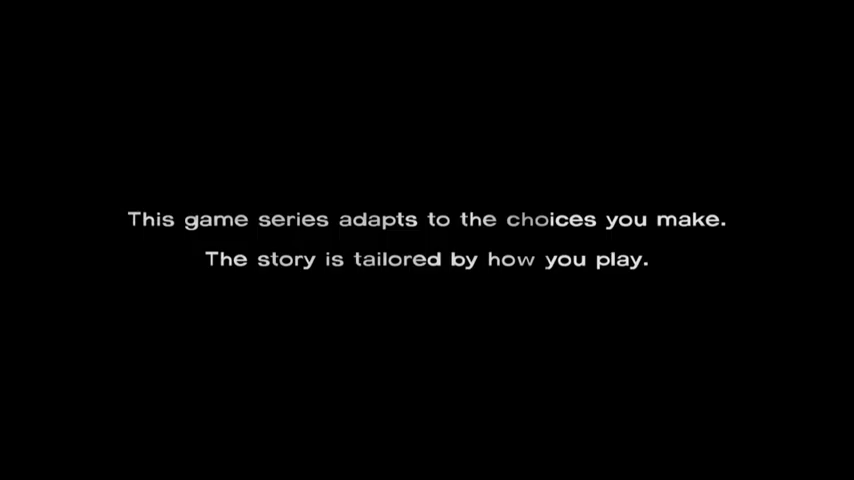 This game series adapts to the choices you make.
The story is tailored by how you play.